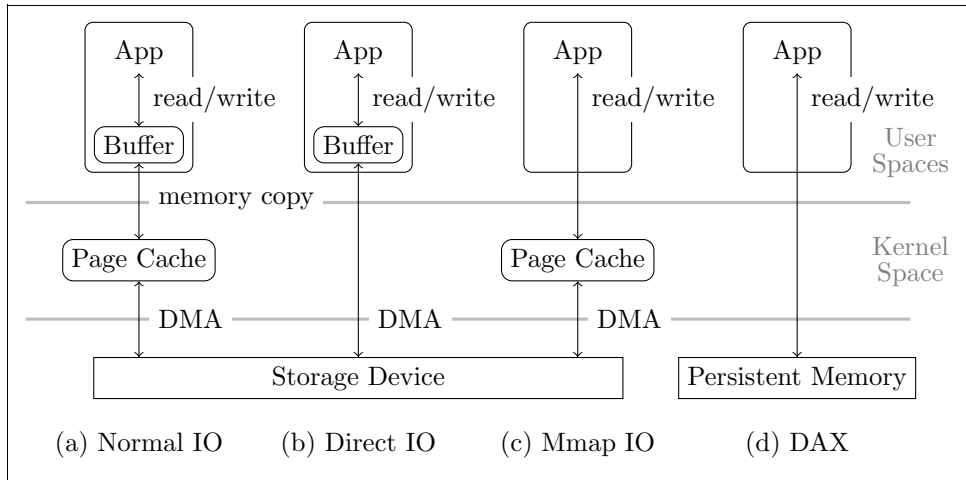 App App App App
read/write read/write read/write read/write
Buffer Buffer
User
Spaces
memory copy
Page Cache Page Cache
Kernel
Space
DMA DMA DMA
Storage Device Persistent Memory
(a) Normal IO (b) Direct IO (c) Mmap IO (d) DAX